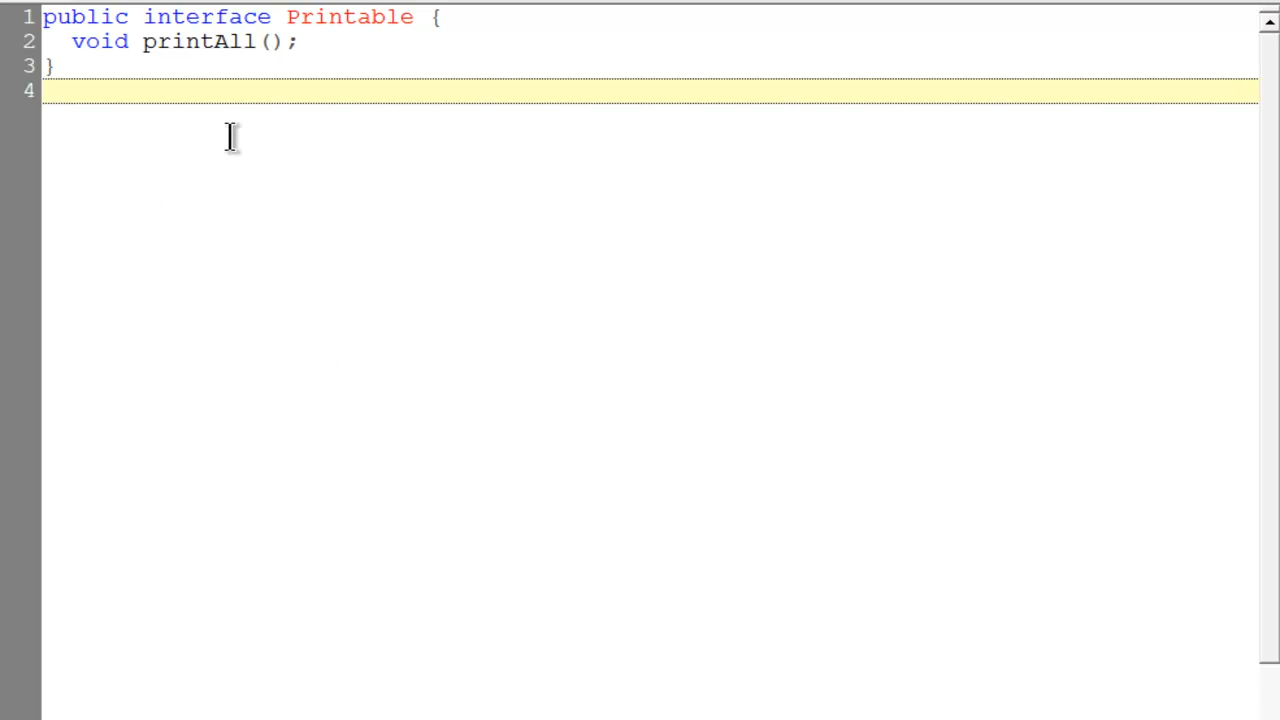 1 public interface Printable {
2   void printAll();
3 }
4